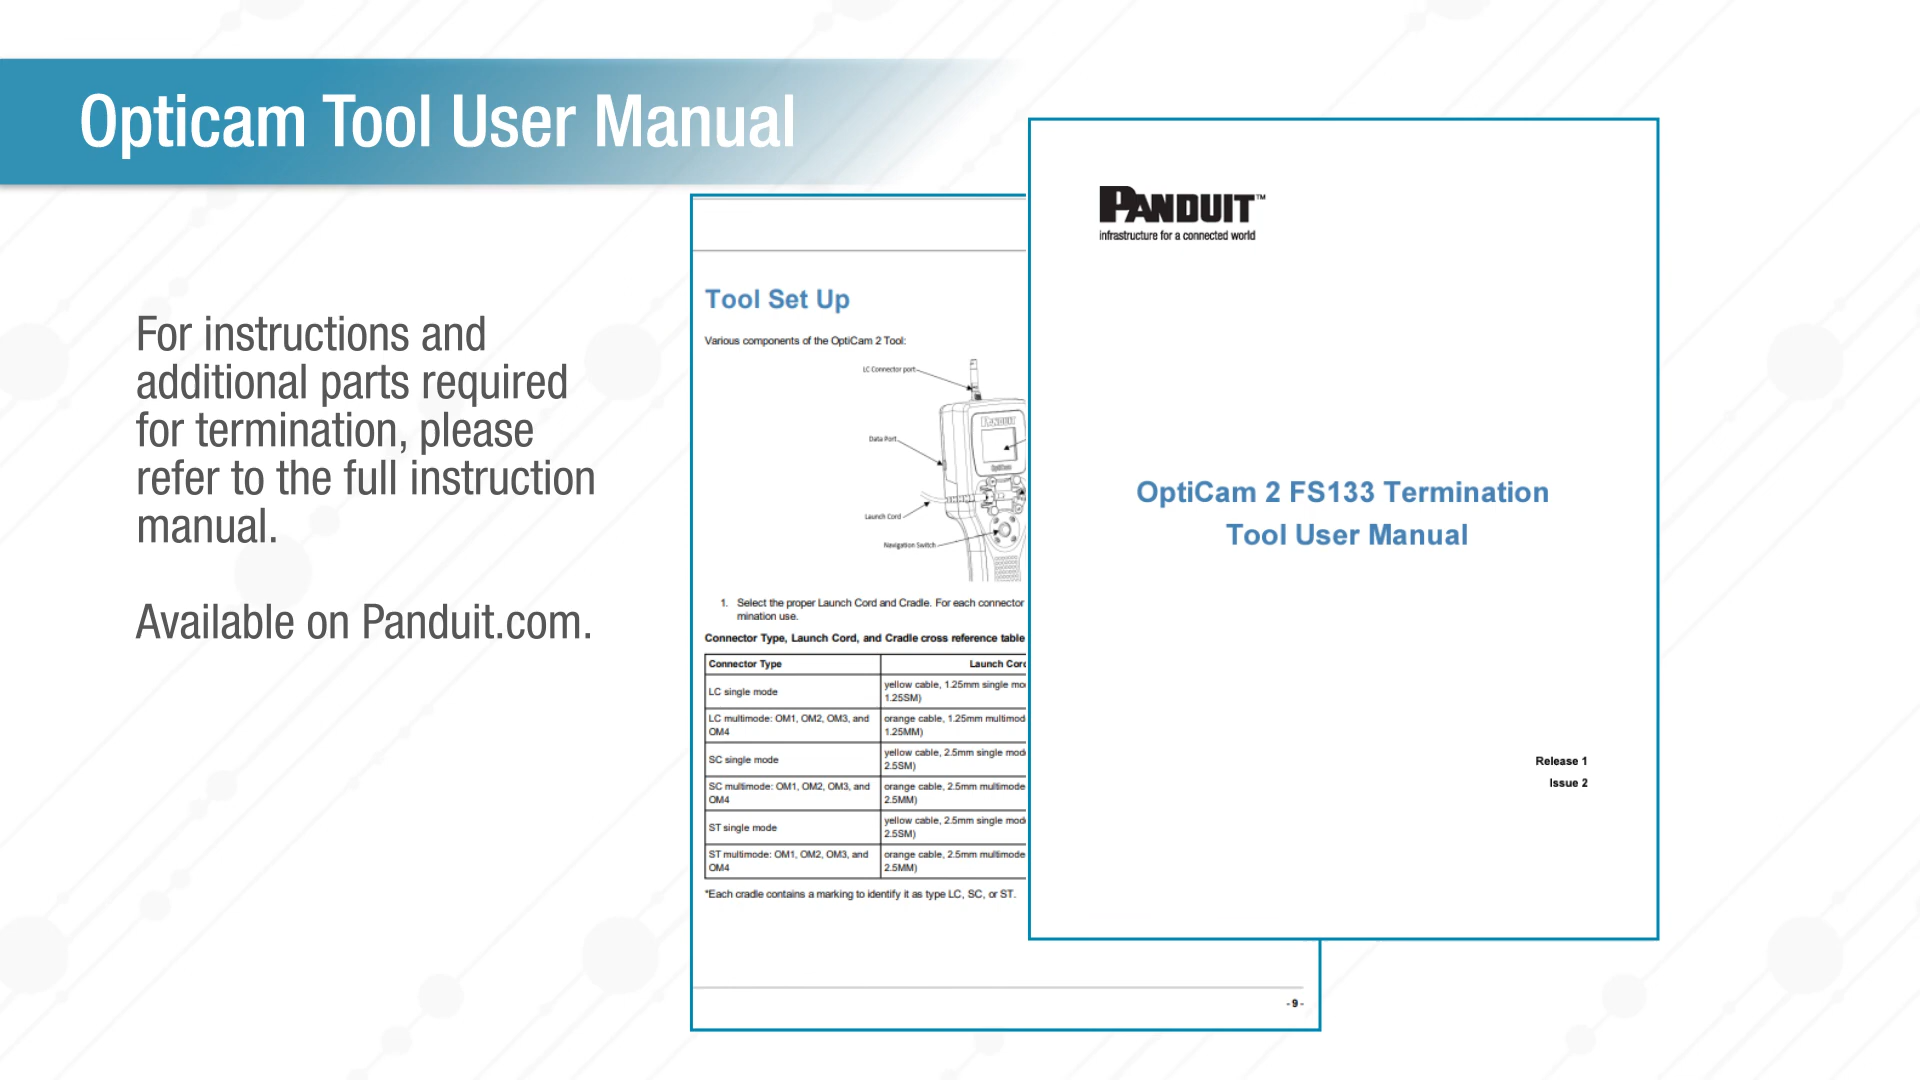 Opticam Tool User Manual
For instructions and
additional parts required
for termination, please
refer to the full instruction
manual.
Available on Panduit.com.
Tool Set Up
Various components of the OptiCam 2 Tool:
LC Connector port
PANDUIT
Data Port
OptiCam
Launch Cord
Navigation Switch
1. Select the proper Launch Cord and Cradle. For each connector
mination use.
Connector Type, Launch Cord, and Cradle cross reference table
Connector Type
Launch Cord
LC single mode
yellow cable, 1.25mm single mo
1.25SM)
LC multimode: OM1, OM2, OM3, and
OM4
orange cable, 1.25mm multimod
1.25MM)
SC single mode
yellow cable, 2.5mm single mod
2.5SM)
SC multimode: OM1, OM2, OM3, and
OM4
orange cable, 2.5mm multimode
2.5MM)
ST single mode
yellow cable, 2.5mm single mod
2.5SM)
ST multimode: OM1, OM2, OM3, and
OM4
orange cable, 2.5mm multimode
2.5MM)
*Each cradle contains a marking to identify it as type LC, SC, or ST.
- 9 -
PANDUIT™
infrastructure for a connected world
OptiCam 2 FS133 Termination
Tool User Manual
Release 1
Issue 2